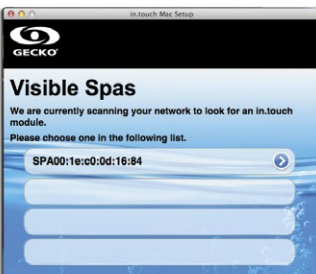 in.touch Mac Setup
GECKO
Visible Spas
We are currently scanning your network to look for an in.touch
module.
Please choose one in the following list.
SPA00:1e:c0:0d:16:84